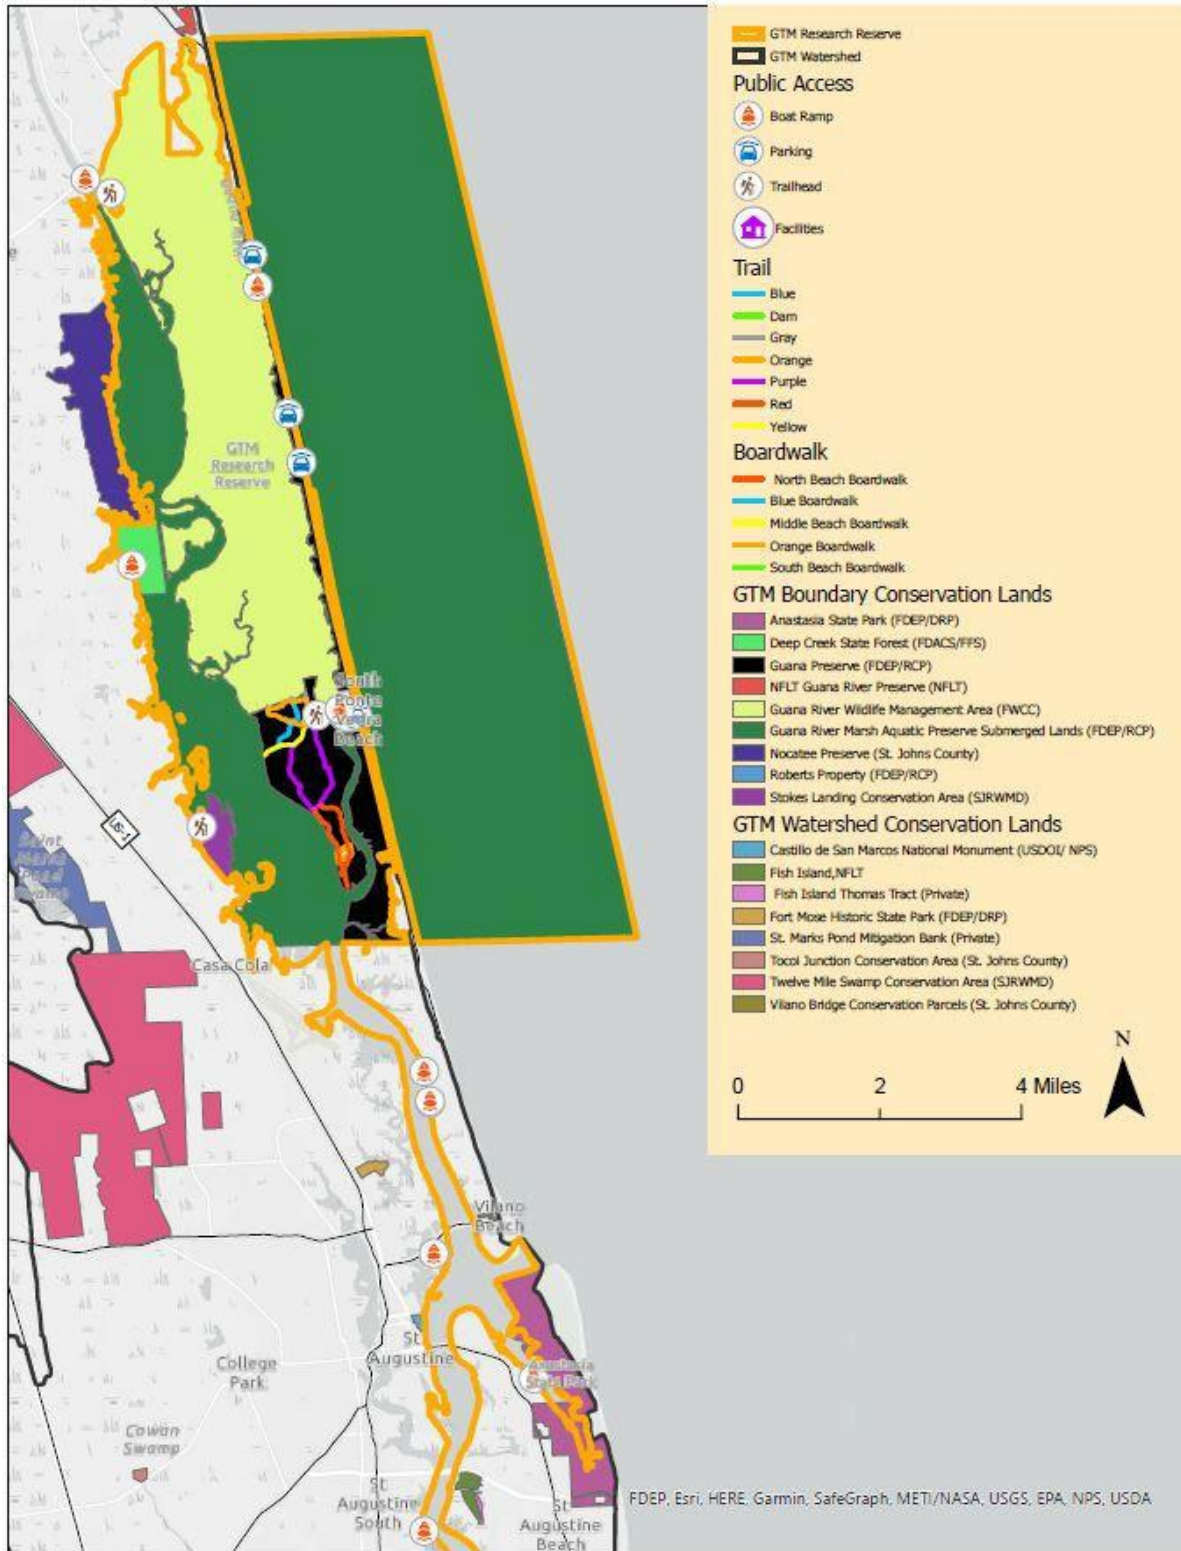 GTM Research Reserve
GTM Watershed
Public Access
Boat Ramp
Parking
Trailhead
Facilities
Trail
Blue
Dam
Gray
Orange
Purple
Red
Yellow
Boardwalk
North Beach Boardwalk
Blue Boardwalk
Middle Beach Boardwalk
Orange Boardwalk
South Beach Boardwalk
GTM Boundary Conservation Lands
Anastasia State Park (FDEP/DRP)
Deep Creek State Forest (FDACS/FFS)
Guana Preserve (FDEP/RCP)
NFLT Guana River Preserve (NFLT)
Guana River Wildlife Management Area (FWCC)
Guana River Marsh Aquatic Preserve Submerged Lands (FDEP/RCP)
Nocatee Preserve (St. Johns County)
Roberts Property (FDEP/RCP)
Stokes Landing Conservation Area (SJRWMD)
GTM Watershed Conservation Lands
Castillo de San Marcos National Monument (USDOI/ NPS)
Fish Island,NFLT
Fish Island Thomas Tract (Private)
Fort Mose Historic State Park (FDEP/DRP)
St. Marks Pond Mitigation Bank (Private)
Tocoi Junction Conservation Area (St. Johns County)
Twelve Mile Swamp Conservation Area (SJRWMD)
Vilano Bridge Conservation Parcels (St. Johns County)
N
0 2 4 Miles
GTM
Research
Reserve
South
Ponte
Vedra
Beach
US-1
Saint
Marks
Pond
Swamp
Casa Cola
Vilano
Beach
St
Augustine
College
Park
Anastasia
State Park
Cowan
Swamp
St
Augustine
South
St
Augustine
Beach
FDEP, Esri, HERE, Garmin, SafeGraph, METI/NASA, USGS, EPA, NPS, USDA